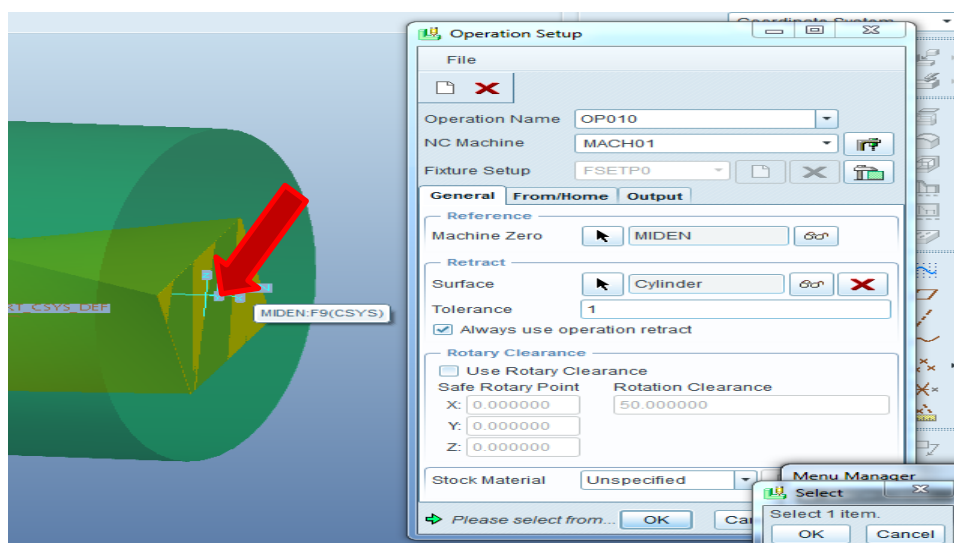 Coordinate System
Operation Setup
File
Operation Name OP010
NC Machine MACH01
Fixture Setup FSETP0
General From/Home Output
Reference
Machine Zero MIDEN
Retract
Surface Cylinder
Tolerance 1
Always use operation retract
Rotary Clearance
Use Rotary Clearance
Safe Rotary Point Rotation Clearance
X: 0.000000 50.000000
Y: 0.000000
Z: 0.000000
Stock Material Unspecified
Menu Manager
Please select from... OK
Select
Select 1 item.
OK Cancel
RT_CSYS_DEF
MIDEN:F9(CSYS)